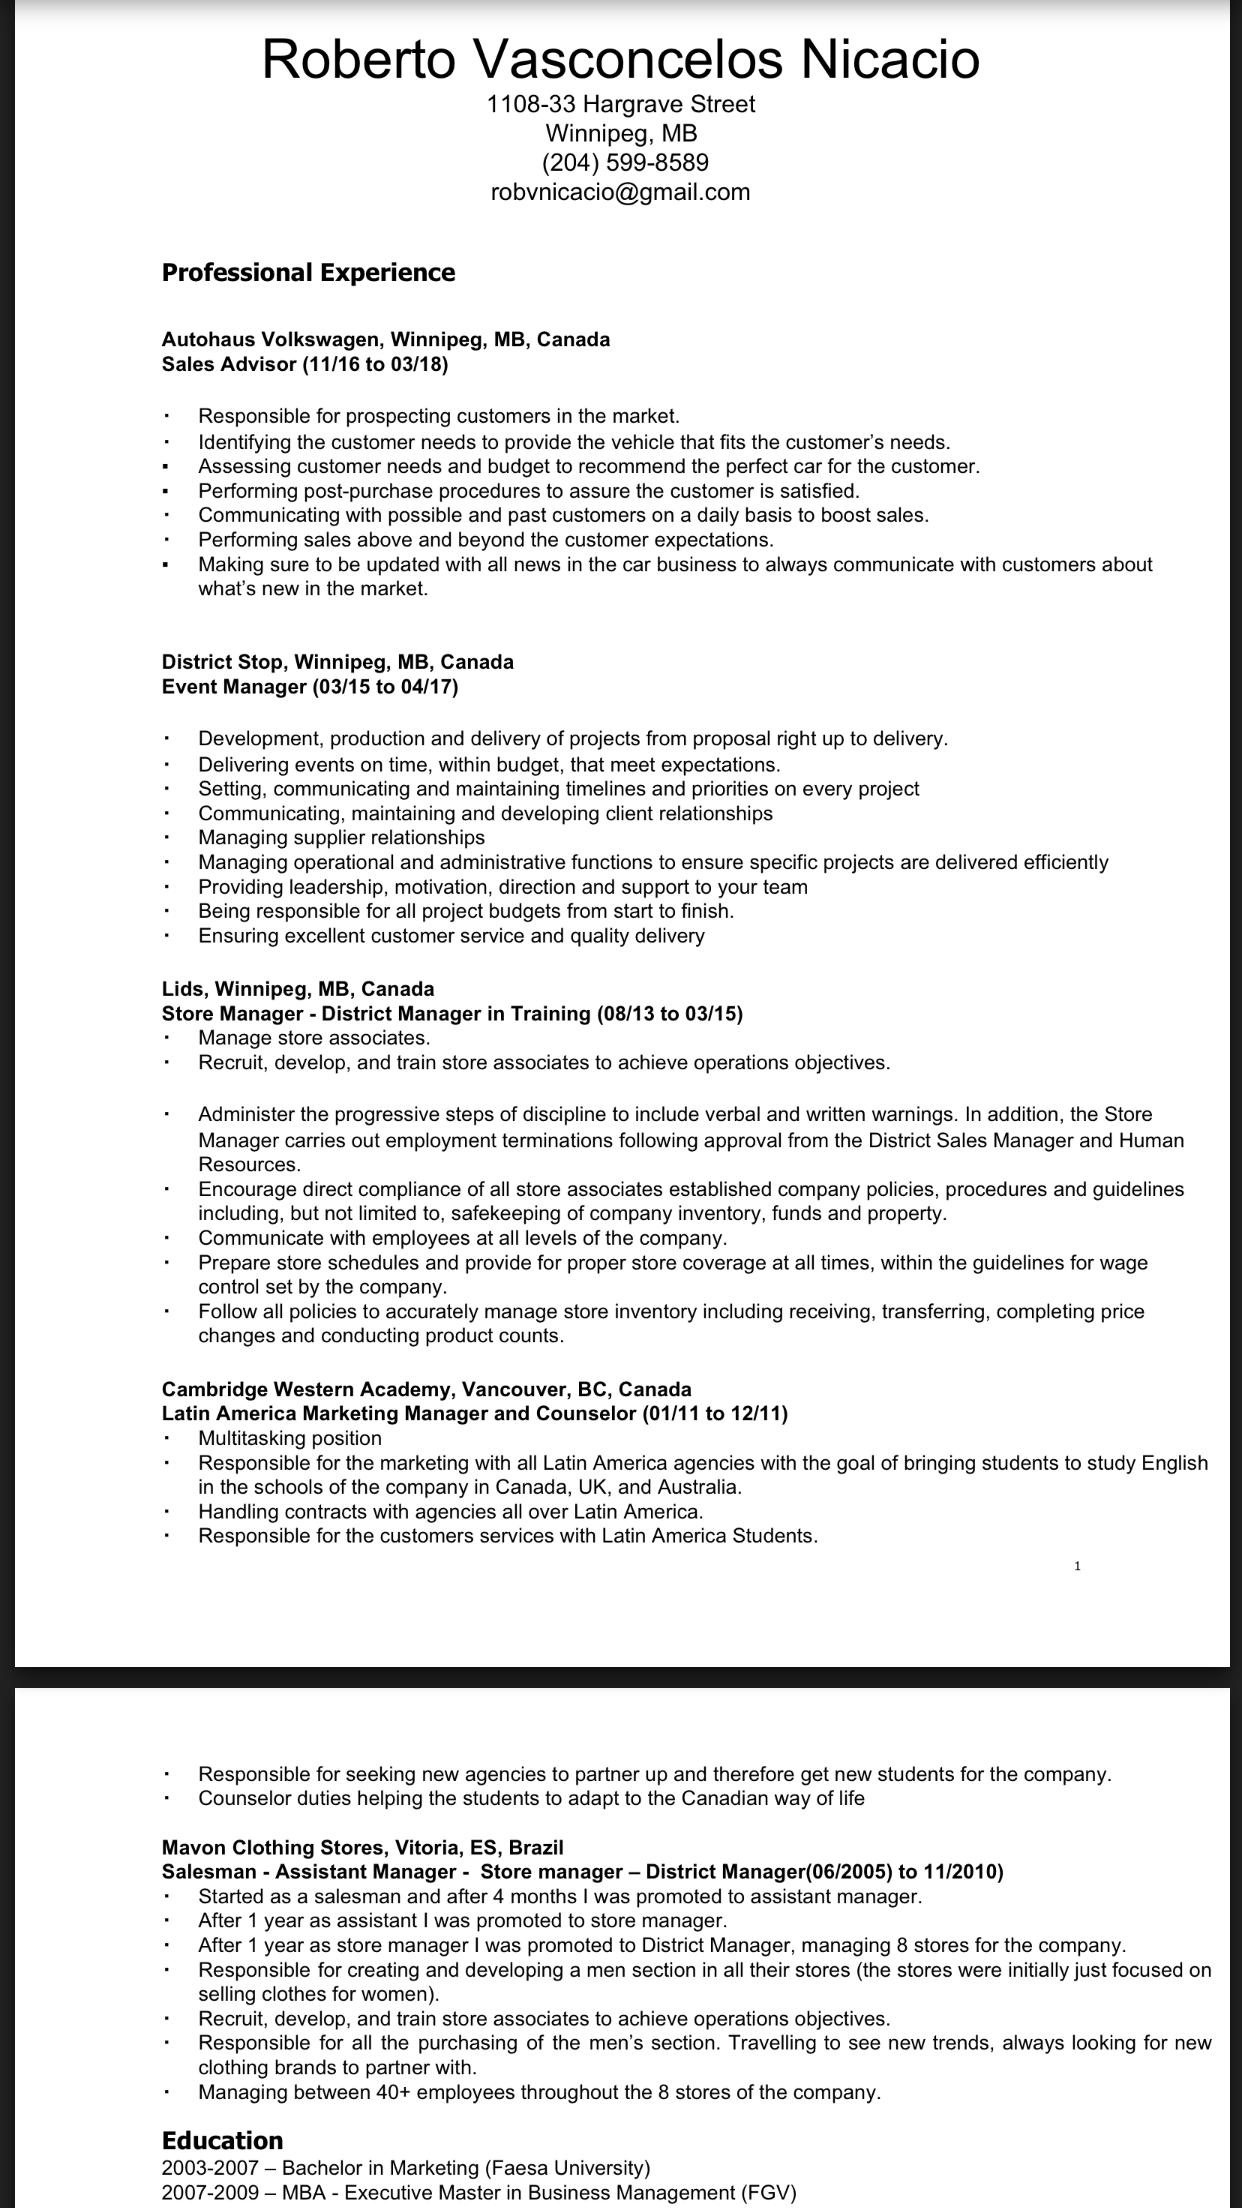 Roberto Vasconcelos Nicacio
1108-33 Hargrave Street
Winnipeg, MB
(204) 599-8589
robvnicacio@gmail.com
Professional Experience
Autohaus Volkswagen, Winnipeg, MB, Canada
Sales Advisor (11/16 to 03/18)
· Responsible for prospecting customers in the market.
· Identifying the customer needs to provide the vehicle that fits the customer’s needs.
▪ Assessing customer needs and budget to recommend the perfect car for the customer.
▪ Performing post-purchase procedures to assure the customer is satisfied.
· Communicating with possible and past customers on a daily basis to boost sales.
· Performing sales above and beyond the customer expectations.
▪ Making sure to be updated with all news in the car business to always communicate with customers about
what’s new in the market.
District Stop, Winnipeg, MB, Canada
Event Manager (03/15 to 04/17)
· Development, production and delivery of projects from proposal right up to delivery.
· Delivering events on time, within budget, that meet expectations.
· Setting, communicating and maintaining timelines and priorities on every project
· Communicating, maintaining and developing client relationships
· Managing supplier relationships
· Managing operational and administrative functions to ensure specific projects are delivered efficiently
· Providing leadership, motivation, direction and support to your team
· Being responsible for all project budgets from start to finish.
· Ensuring excellent customer service and quality delivery
Lids, Winnipeg, MB, Canada
Store Manager - District Manager in Training (08/13 to 03/15)
· Manage store associates.
· Recruit, develop, and train store associates to achieve operations objectives.
· Administer the progressive steps of discipline to include verbal and written warnings. In addition, the Store
Manager carries out employment terminations following approval from the District Sales Manager and Human
Resources.
· Encourage direct compliance of all store associates established company policies, procedures and guidelines
including, but not limited to, safekeeping of company inventory, funds and property.
· Communicate with employees at all levels of the company.
· Prepare store schedules and provide for proper store coverage at all times, within the guidelines for wage
control set by the company.
· Follow all policies to accurately manage store inventory including receiving, transferring, completing price
changes and conducting product counts.
Cambridge Western Academy, Vancouver, BC, Canada
Latin America Marketing Manager and Counselor (01/11 to 12/11)
· Multitasking position
· Responsible for the marketing with all Latin America agencies with the goal of bringing students to study English
in the schools of the company in Canada, UK, and Australia.
· Handling contracts with agencies all over Latin America.
· Responsible for the customers services with Latin America Students.
1
· Responsible for seeking new agencies to partner up and therefore get new students for the company.
· Counselor duties helping the students to adapt to the Canadian way of life
Mavon Clothing Stores, Vitoria, ES, Brazil
Salesman - Assistant Manager - Store manager – District Manager(06/2005) to 11/2010)
· Started as a salesman and after 4 months I was promoted to assistant manager.
· After 1 year as assistant I was promoted to store manager.
· After 1 year as store manager I was promoted to District Manager, managing 8 stores for the company.
· Responsible for creating and developing a men section in all their stores (the stores were initially just focused on
selling clothes for women).
· Recruit, develop, and train store associates to achieve operations objectives.
· Responsible for all the purchasing of the men’s section. Travelling to see new trends, always looking for new
clothing brands to partner with.
· Managing between 40+ employees throughout the 8 stores of the company.
Education
2003-2007 – Bachelor in Marketing (Faesa University)
2007-2009 – MBA - Executive Master in Business Management (FGV)